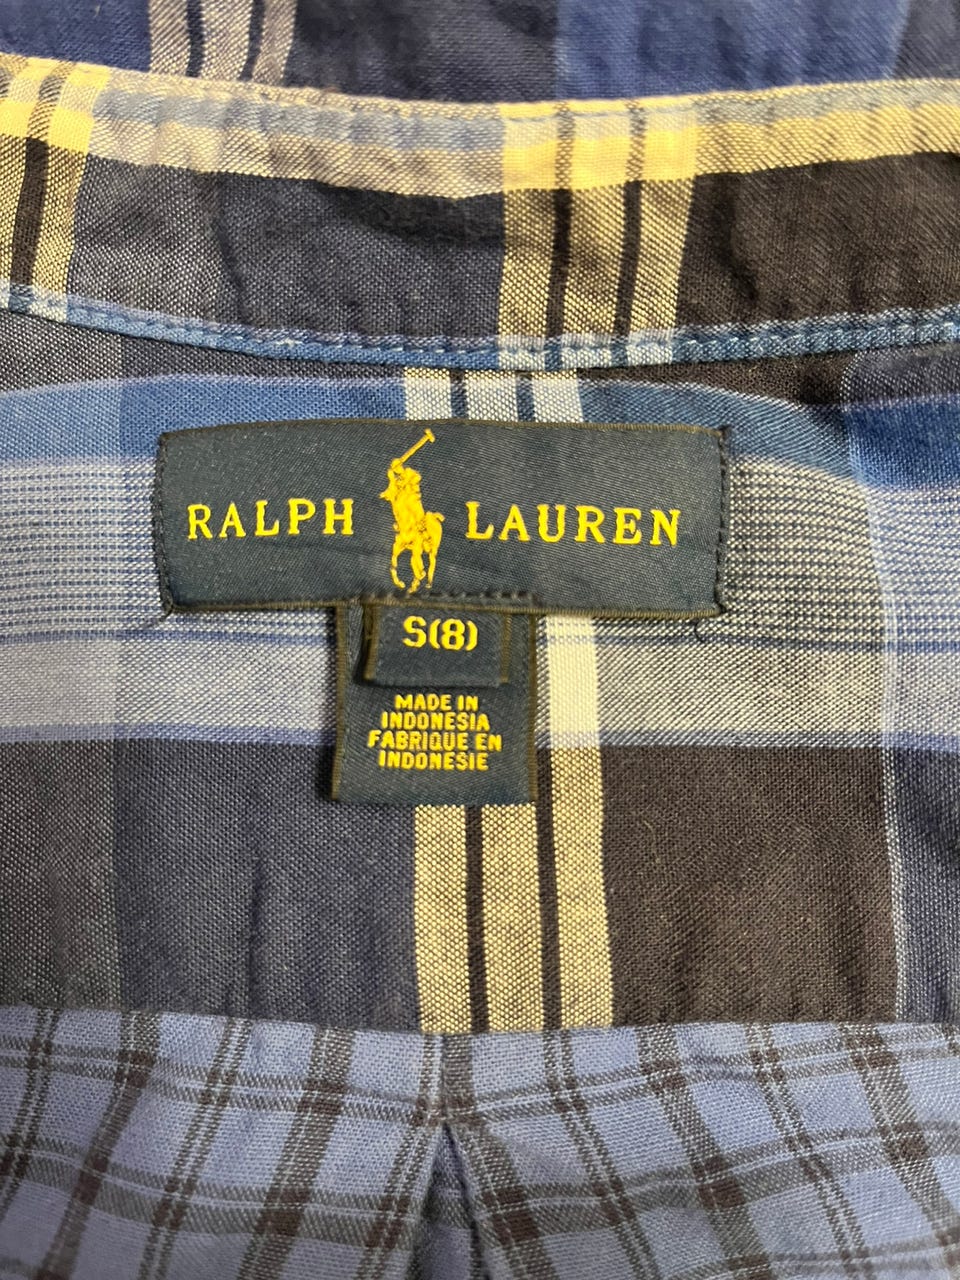 RALPH LAUREN
S(8)
MADE IN
INDONESIA
FABRIQUE EN
INDONESIE